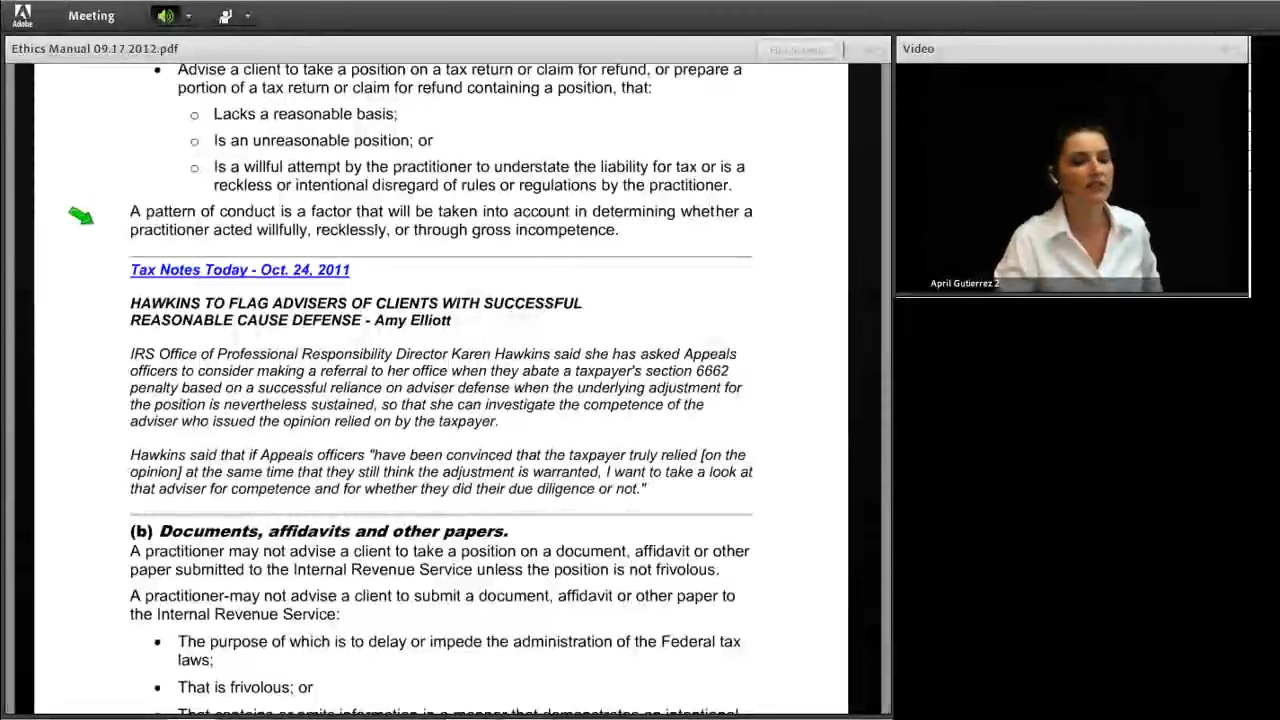 Adobe
Meeting
Ethics Manual 09.17.2012.pdf
Video
• Advise a client to take a position on a tax return or claim for refund, or prepare a
portion of a tax return or claim for refund containing a position, that:
o Lacks a reasonable basis;
o Is an unreasonable position; or
o Is a willful attempt by the practitioner to understate the liability for tax or is a
reckless or intentional disregard of rules or regulations by the practitioner.
A pattern of conduct is a factor that will be taken into account in determining whether a
practitioner acted willfully, recklessly, or through gross incompetence.
Tax Notes Today - Oct. 24, 2011
HAWKINS TO FLAG ADVISERS OF CLIENTS WITH SUCCESSFUL
REASONABLE CAUSE DEFENSE - Amy Elliott
IRS Office of Professional Responsibility Director Karen Hawkins said she has asked Appeals
officers to consider making a referral to her office when they abate a taxpayer's section 6662
penalty based on a successful reliance on adviser defense when the underlying adjustment for
the position is nevertheless sustained, so that she can investigate the competence of the
adviser who issued the opinion relied on by the taxpayer.
Hawkins said that if Appeals officers "have been convinced that the taxpayer truly relied [on the
opinion] at the same time that they still think the adjustment is warranted, I want to take a look at
that adviser for competence and for whether they did their due diligence or not."
(b) Documents, affidavits and other papers.
A practitioner may not advise a client to take a position on a document, affidavit or other
paper submitted to the Internal Revenue Service unless the position is not frivolous.
A practitioner-may not advise a client to submit a document, affidavit or other paper to
the Internal Revenue Service:
• The purpose of which is to delay or impede the administration of the Federal tax
laws;
• That is frivolous; or
• That contains or omits information in a manner that demonstrates an intentional
April Gutierrez 2